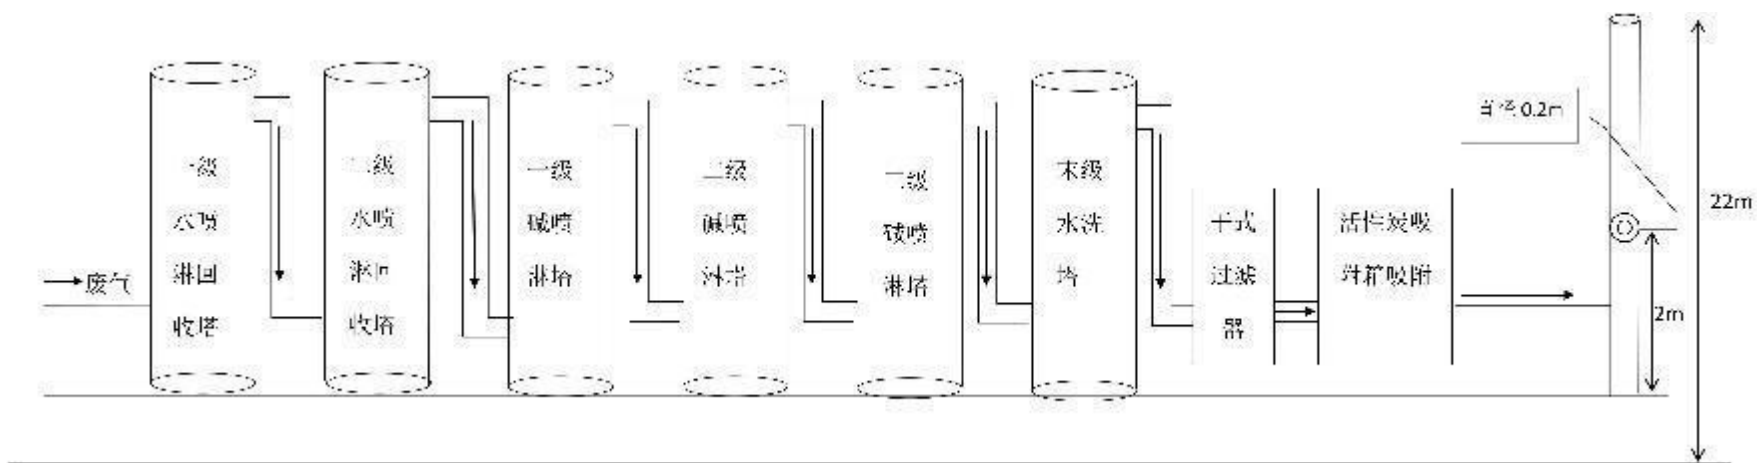 废气
一级
水喷
淋回
收塔
二级
水喷
淋回
收塔
一级
碱喷
淋塔
二级
碱喷
淋塔
三级
碱喷
淋塔
末级
水洗
塔
干式
过滤
器
活性炭吸
附箱吸附
直径 0.2m
2m
22m